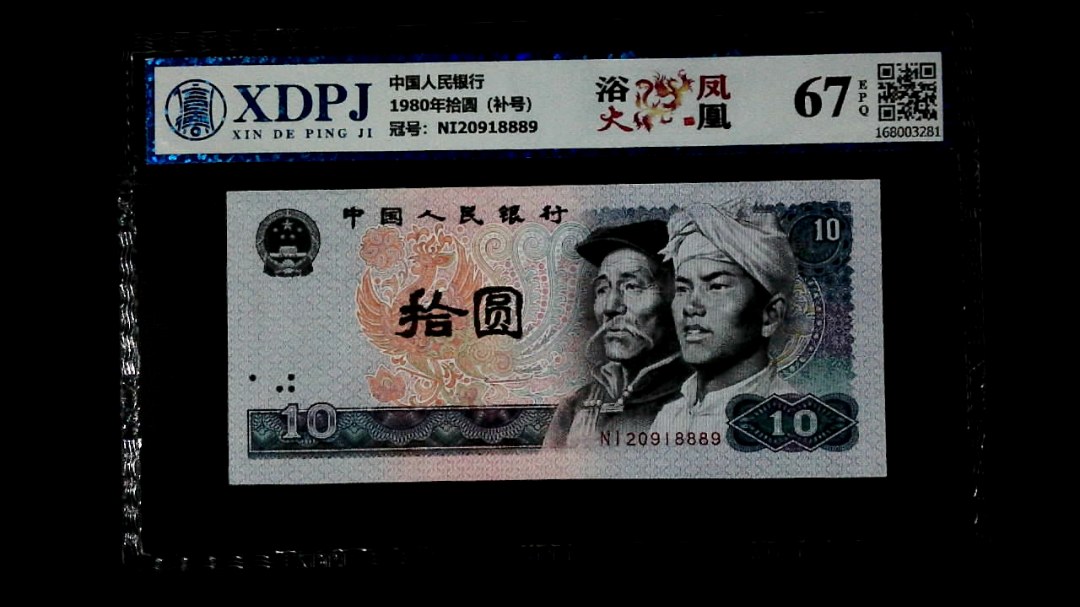 XDPJ
XIN DE PING JI
中国人民银行
1980年拾圆（补号）
冠号：NI20918889
浴火凤凰
67
EPQ
168003281
中国人民银行
10
拾圆
10
NI20918889
10